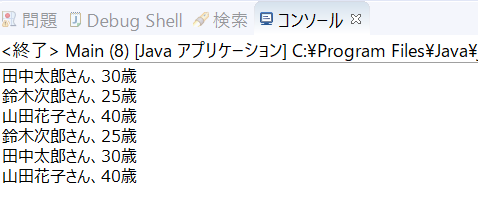 問題 Debug Shell 検索 コンソール
<終了> Main (8) [Java アプリケーション] C:¥Program Files¥Java¥
田中太郎さん、30歳
鈴木次郎さん、25歳
山田花子さん、40歳
鈴木次郎さん、25歳
田中太郎さん、30歳
山田花子さん、40歳